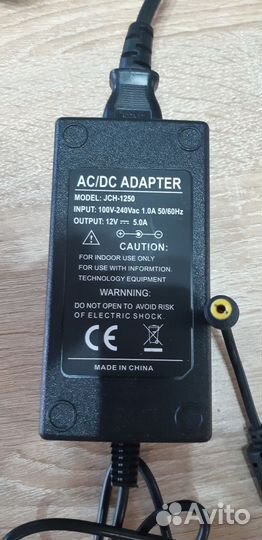 AC/DC ADAPTER
MODEL: JCH-1250
INPUT: 100V-240Vac 1.0A 50/60Hz
OUTPUT: 12V ⎓ 5.0A
CAUTION:
FOR INDOOR USE ONLY
FOR USE WITH INFORMTION.
TECHNOLOGY EQUIPMENT
WARNING:
DO NOT OPEN TO AVOID RISK
OF ELECTRIC SHOCK.
CE
MADE IN CHINA
Avito